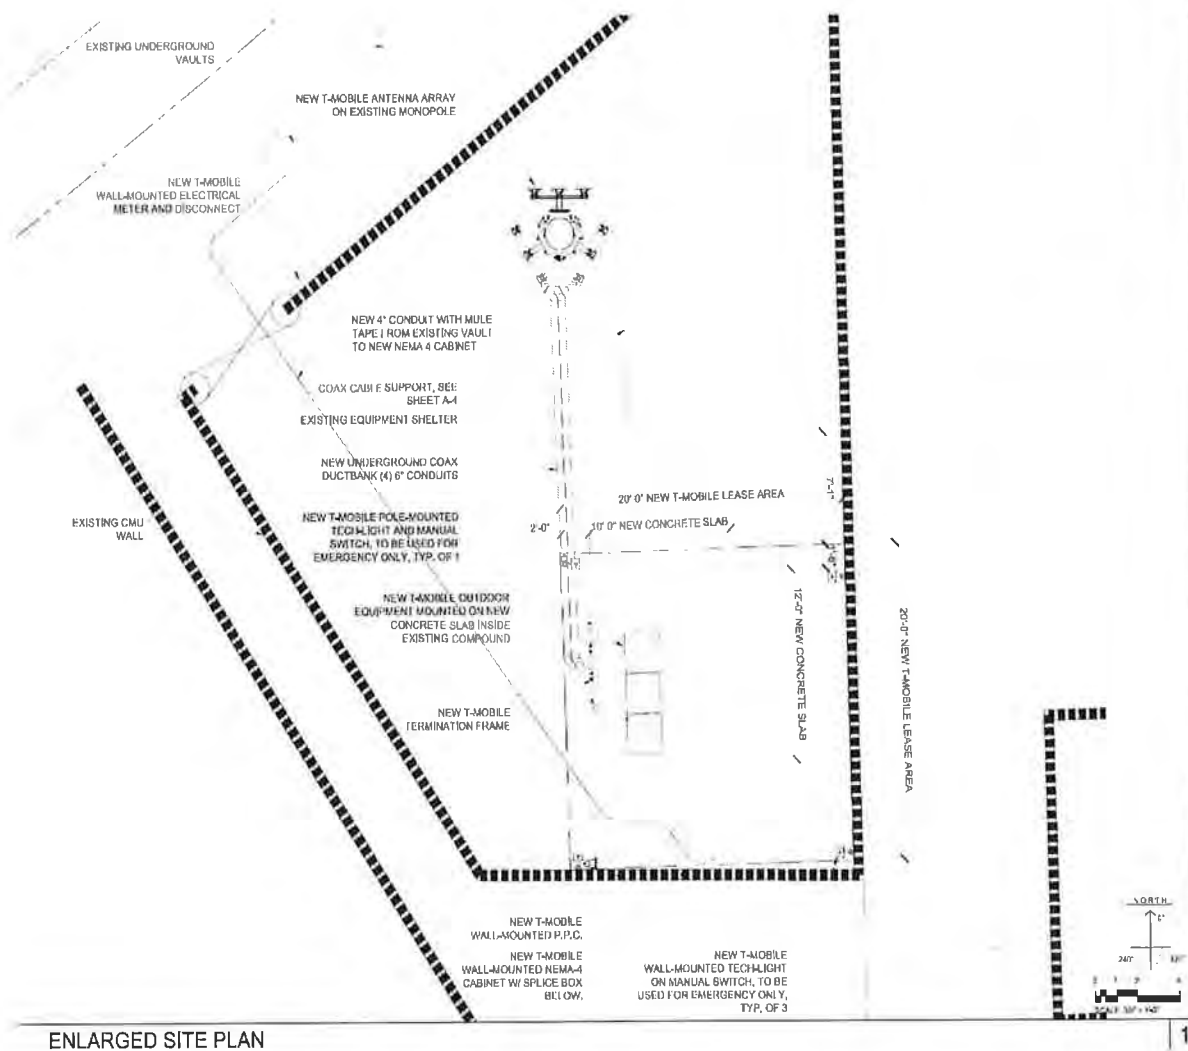 EXISTING UNDERGROUND
VAULTS
NEW T-MOBILE ANTENNA ARRAY
ON EXISTING MONOPOLE
NEW T-MOBILE
WALL-MOUNTED ELECTRICAL
METER AND DISCONNECT
NEW 4" CONDUIT WITH MULE
TAPE FROM EXISTING VAULT
TO NEW NEMA 4 CABINET
COAX CABLE SUPPORT, SEE
SHEET A-4
EXISTING EQUIPMENT SHELTER
NEW UNDERGROUND COAX
DUCTBANK (4) 6" CONDUITS
EXISTING CMU
WALL
NEW T-MOBILE POLE-MOUNTED
TECH-LIGHT AND MANUAL
SWITCH, TO BE USED FOR
EMERGENCY ONLY, TYP. OF 1
2'-0"
20' 0" NEW T-MOBILE LEASE AREA
10' 0" NEW CONCRETE SLAB
7'-1"
NEW T-MOBILE OUTDOOR
EQUIPMENT MOUNTED ON NEW
CONCRETE SLAB INSIDE
EXISTING COMPOUND
12'-0" NEW CONCRETE SLAB
20'-0" NEW T-MOBILE LEASE AREA
NEW T-MOBILE
TERMINATION FRAME
NEW T-MOBILE
WALL-MOUNTED P.P.C.
NEW T-MOBILE
WALL-MOUNTED NEMA-4
CABINET W/ SPLICE BOX
BELOW.
NEW T-MOBILE
WALL-MOUNTED TECH-LIGHT
ON MANUAL SWITCH, TO BE
USED FOR EMERGENCY ONLY,
TYP. OF 3
NORTH
0°
240°
ENLARGED SITE PLAN
1